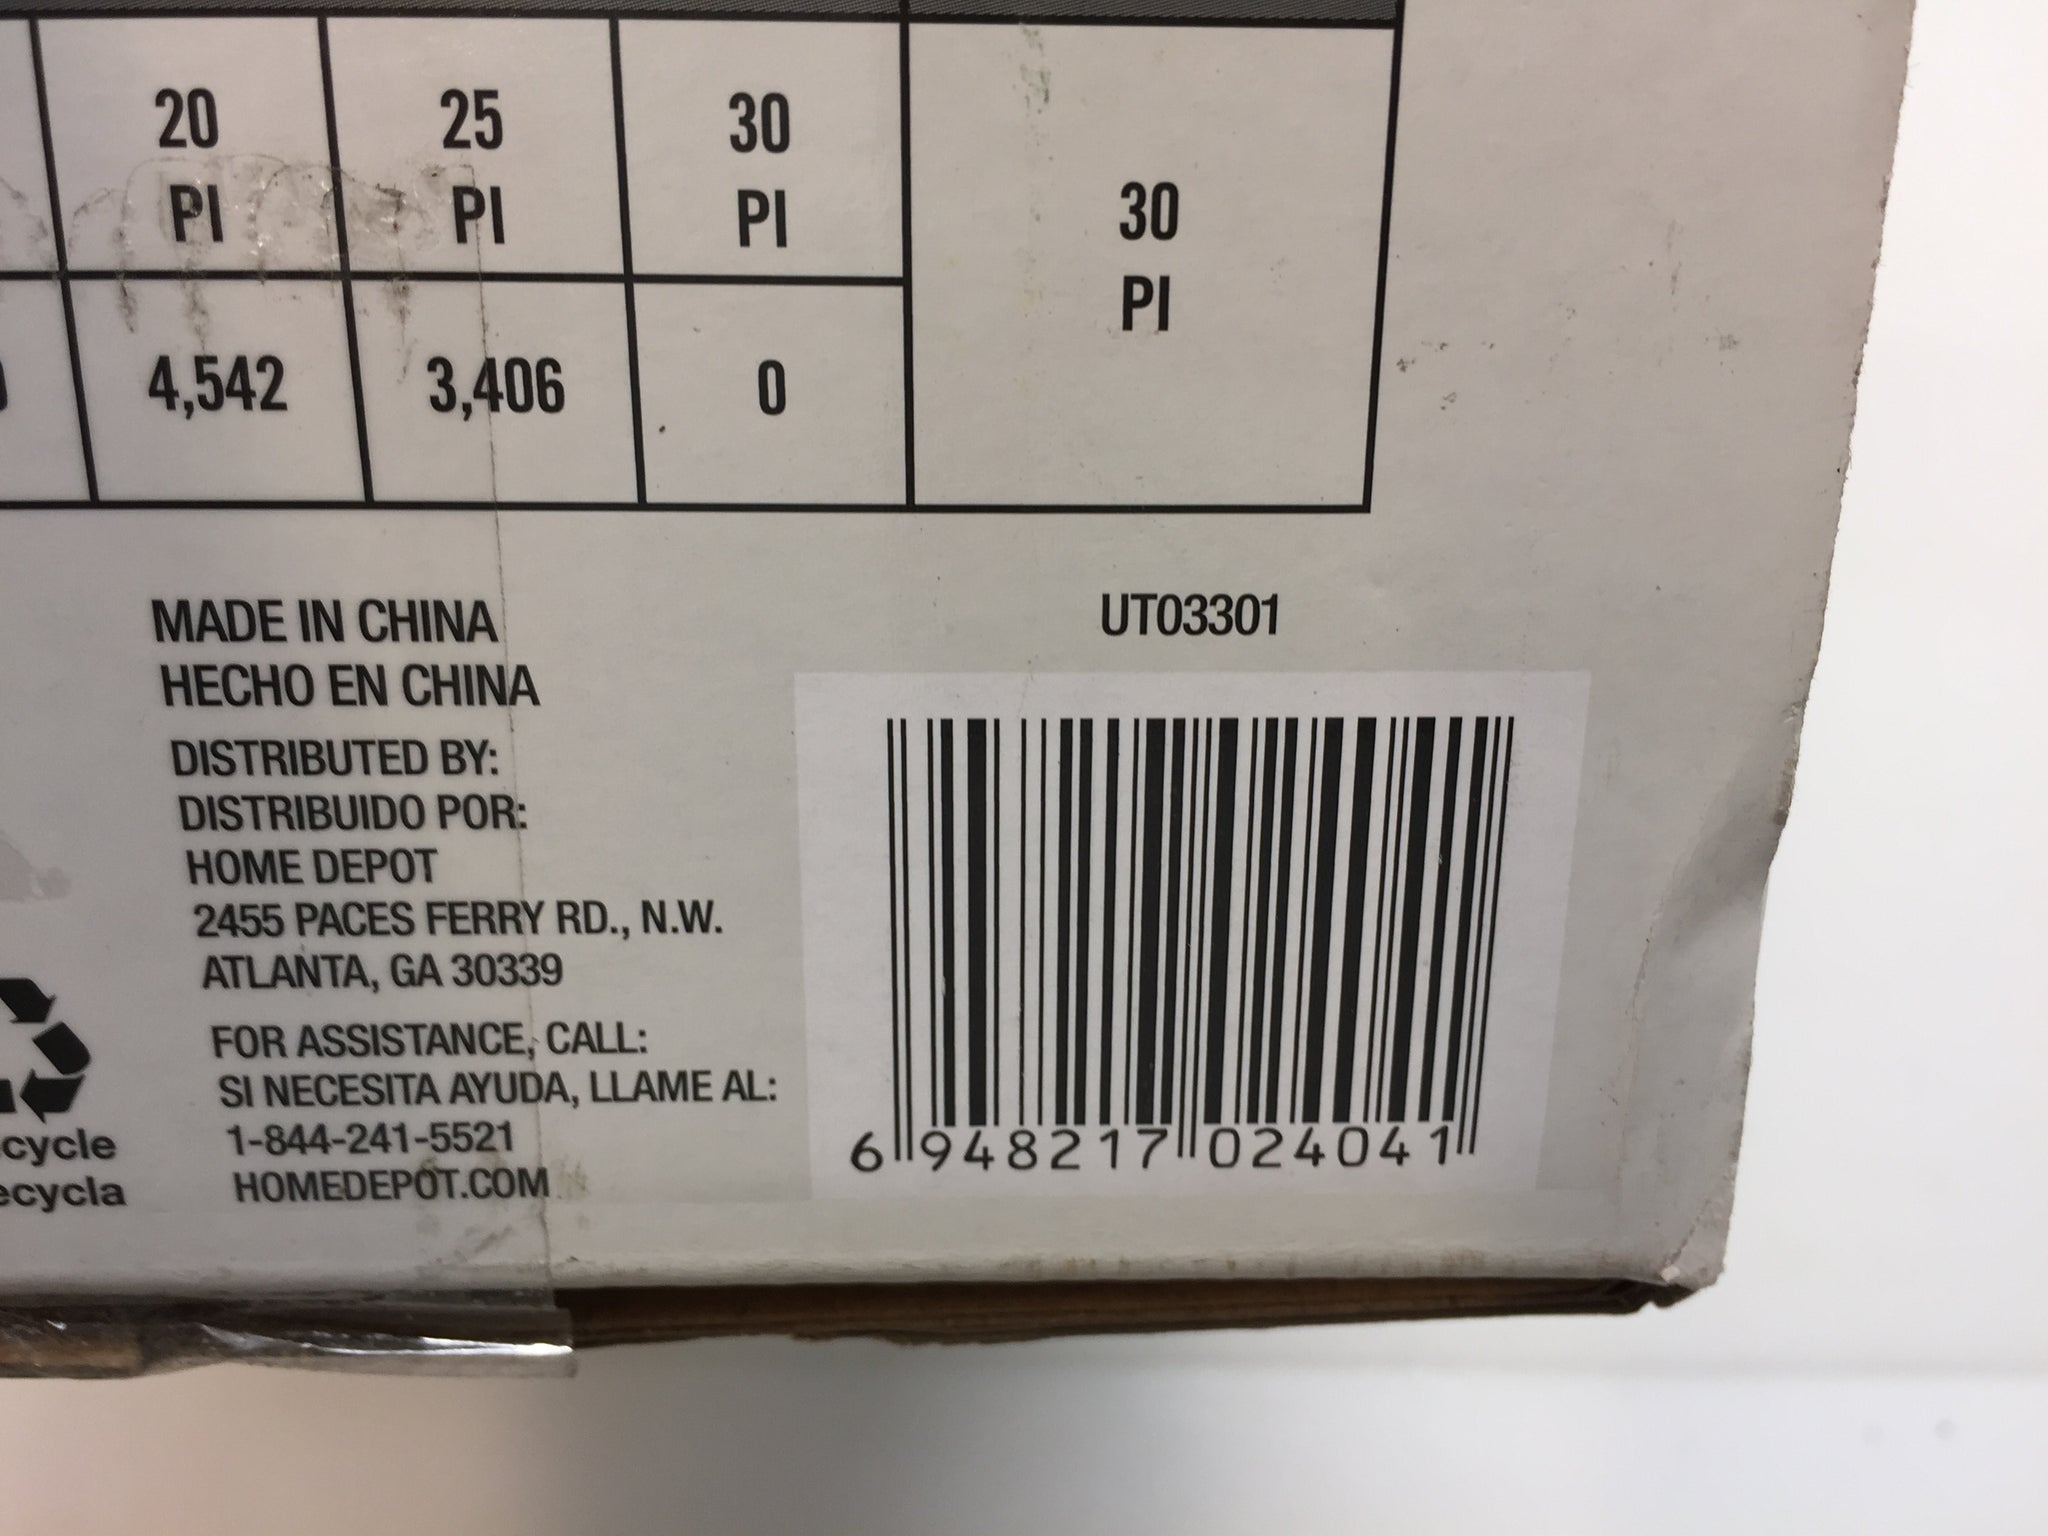 20 PI
25 PI
30 PI
30 PI
4,542
3,406
0
MADE IN CHINA
HECHO EN CHINA
DISTRIBUTED BY:
DISTRIBUIDO POR:
HOME DEPOT
2455 PACES FERRY RD., N.W.
ATLANTA, GA 30339
FOR ASSISTANCE, CALL:
SI NECESITA AYUDA, LLAME AL:
1-844-241-5521
HOMEDEPOT.COM
cycle
ecycla
UT03301
6 948217 024041